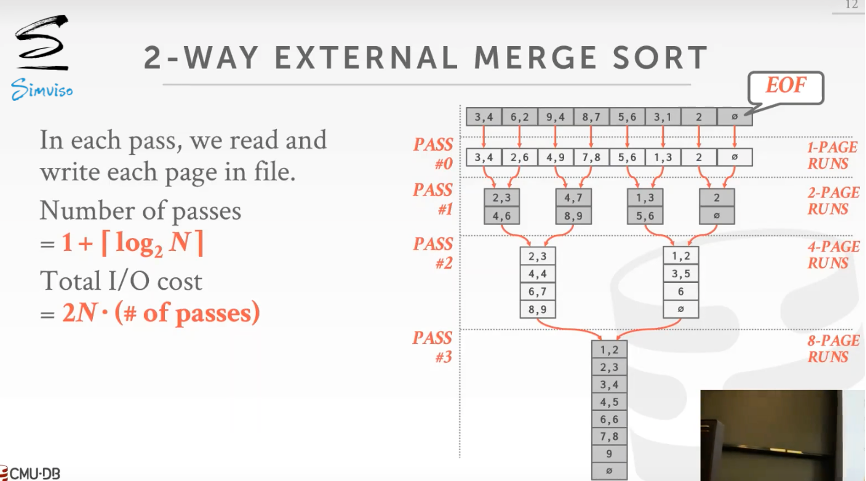 12
Simviso
2-WAY EXTERNAL MERGE SORT
In each pass, we read and
write each page in file.
Number of passes
= 1 + ⌈ log₂ N ⌉
Total I/O cost
= 2N · (# of passes)
EOF
3,4 6,2 9,4 8,7 5,6 3,1 2 ∅
PASS
#0
3,4 2,6 4,9 7,8 5,6 1,3 2 ∅
1-PAGE
RUNS
PASS
#1
2,3 4,7 1,3 2
4,6 8,9 5,6 ∅
2-PAGE
RUNS
PASS
#2
2,3 1,2
4,4 3,5
6,7 6
8,9 ∅
4-PAGE
RUNS
PASS
#3
1,2
2,3
3,4
4,5
6,6
7,8
9
∅
8-PAGE
RUNS
CMU·DB